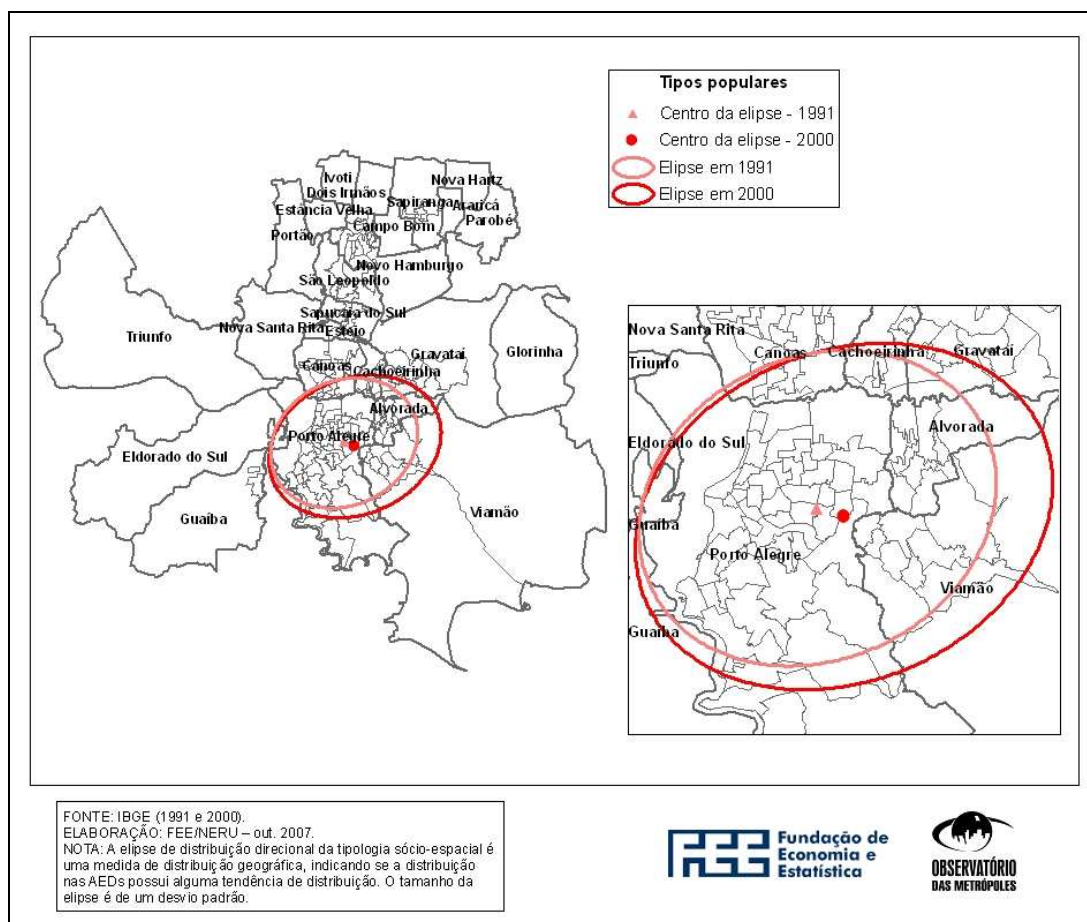 Tipos populares
Centro da elipse - 1991
Centro da elipse - 2000
Elipse em 1991
Elipse em 2000
Ivoti
Nova Hartz
Dois Irmãos
Sapiranga
Araricá
Estância Velha
Parobé
Campo Bom
Portão
Novo Hamburgo
São Leopoldo
Sapucaia do Sul
Nova Santa Rita
Esteio
Triunfo
Gravataí
Glorinha
Canoas
Cachoeirinha
Alvorada
Porto Alegre
Eldorado do Sul
Guaíba
Viamão
Nova Santa Rita
Canoas
Cachoeirinha
Gravataí
Triunfo
Alvorada
Eldorado do Sul
Guaíba
Porto Alegre
Viamão
Guaíba
FONTE: IBGE (1991 e 2000).
ELABORAÇÃO: FEE/NERU – out. 2007.
NOTA: A elipse de distribuição direcional da tipologia sócio-espacial é
uma medida de distribuição geográfica, indicando se a distribuição
nas AEDs possui alguma tendência de distribuição. O tamanho da
elipse é de um desvio padrão.
FEE
Fundação de
Economia e
Estatística
OBSERVATÓRIO
DAS METRÓPOLES